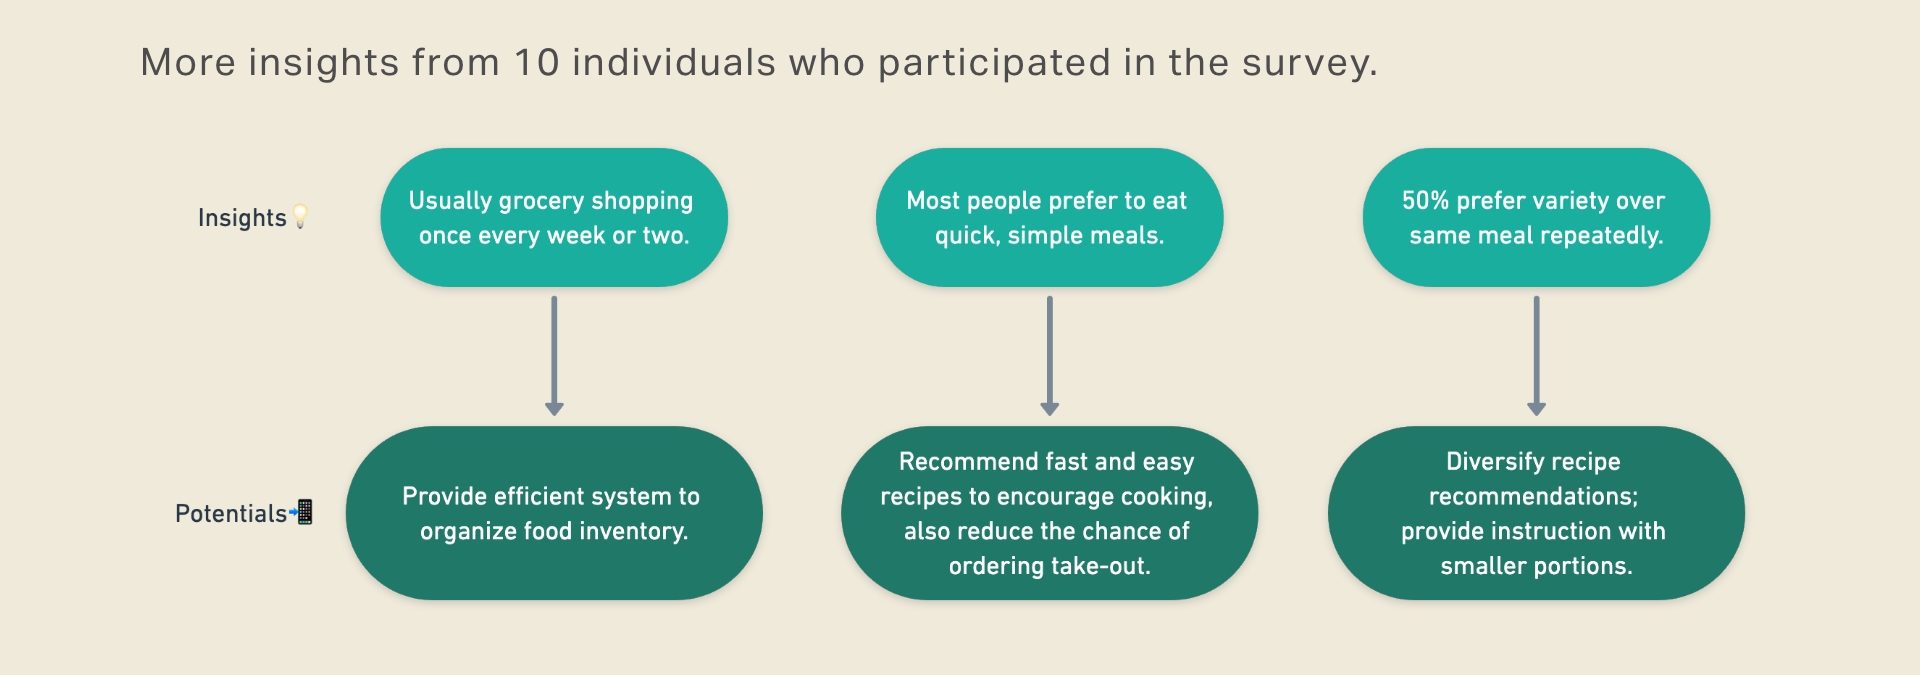 More insights from 10 individuals who participated in the survey.
Insights💡
Usually grocery shopping
once every week or two.
Most people prefer to eat
quick, simple meals.
50% prefer variety over
same meal repeatedly.
Potentials📲
Provide efficient system to
organize food inventory.
Recommend fast and easy
recipes to encourage cooking,
also reduce the chance of
ordering take-out.
Diversify recipe
recommendations;
provide instruction with
smaller portions.